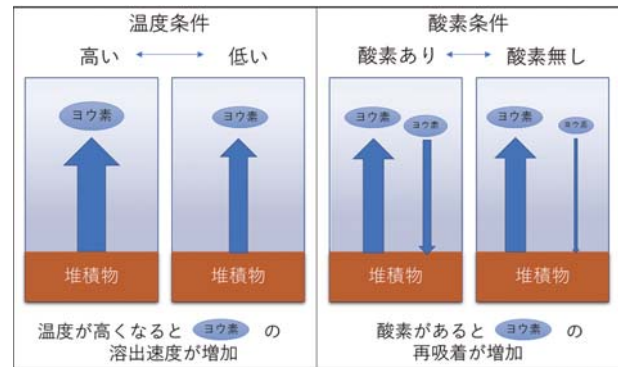 温度条件
高い 低い
ヨウ素
ヨウ素
堆積物
堆積物
温度が高くなると ヨウ素 の
溶出速度が増加
酸素条件
酸素あり 酸素無し
ヨウ素 ヨウ素
ヨウ素 ヨウ素
堆積物
堆積物
酸素があると ヨウ素 の
再吸着が増加